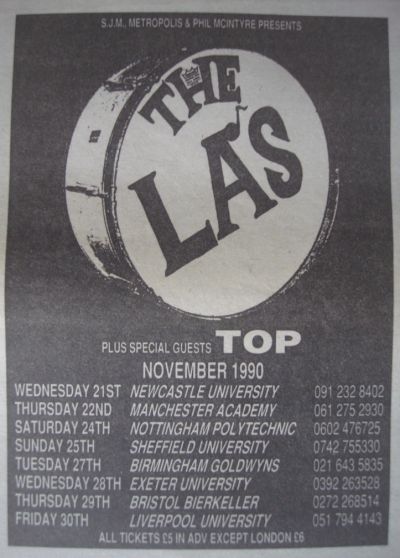 S.J.M., METROPOLIS & PHIL MCINTYRE PRESENTS
THE
LA'S
PLUS SPECIAL GUESTS TOP
NOVEMBER 1990
WEDNESDAY 21ST NEWCASTLE UNIVERSITY 091 232 8402
THURSDAY 22ND MANCHESTER ACADEMY 061 275 2930
SATURDAY 24TH NOTTINGHAM POLYTECHNIC 0602 476725
SUNDAY 25TH SHEFFIELD UNIVERSITY 0742 755330
TUESDAY 27TH BIRMINGHAM GOLDWYNS 021 643 5835
WEDNESDAY 28TH EXETER UNIVERSITY 0392 263528
THURSDAY 29TH BRISTOL BIERKELLER 0272 268514
FRIDAY 30TH LIVERPOOL UNIVERSITY 051 794 4143
ALL TICKETS £5 IN ADV EXCEPT LONDON £6